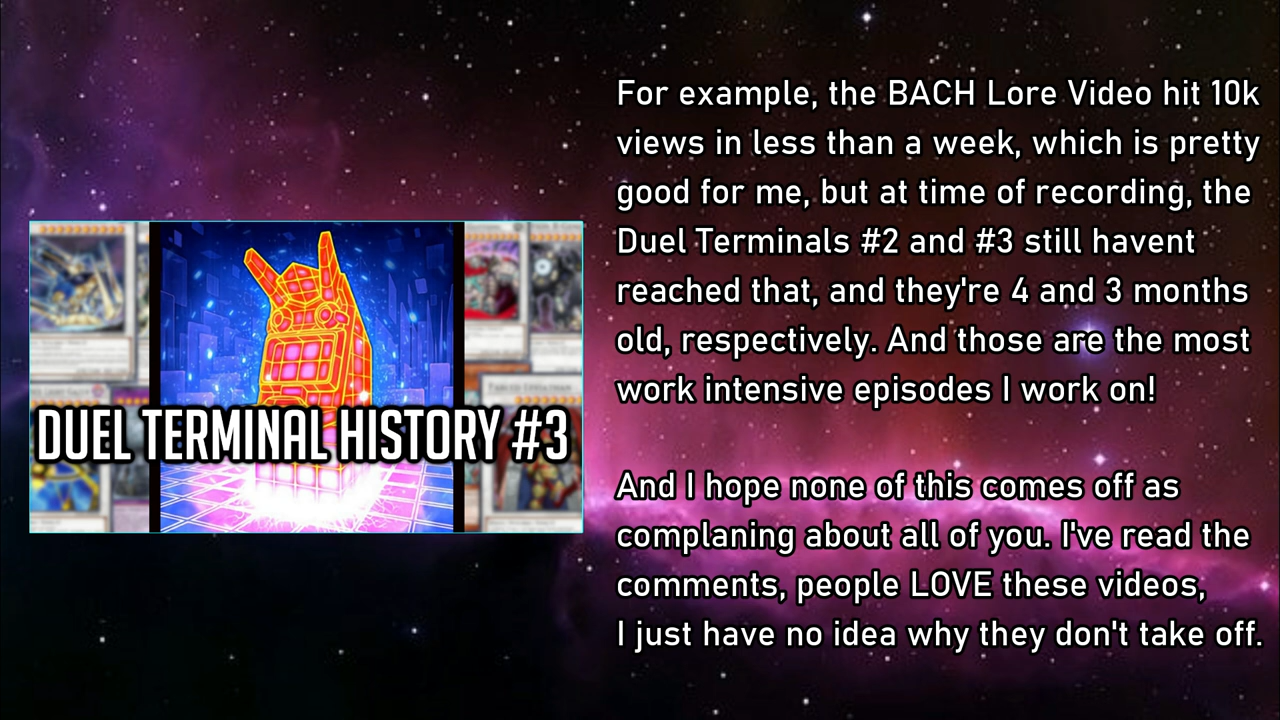 For example, the BACH Lore Video hit 10k
views in less than a week, which is pretty
good for me, but at time of recording, the
Duel Terminals #2 and #3 still havent
reached that, and they're 4 and 3 months
old, respectively. And those are the most
work intensive episodes I work on!
DUEL TERMINAL HISTORY #3
And I hope none of this comes off as
complaning about all of you. I've read the
comments, people LOVE these videos,
I just have no idea why they don't take off.